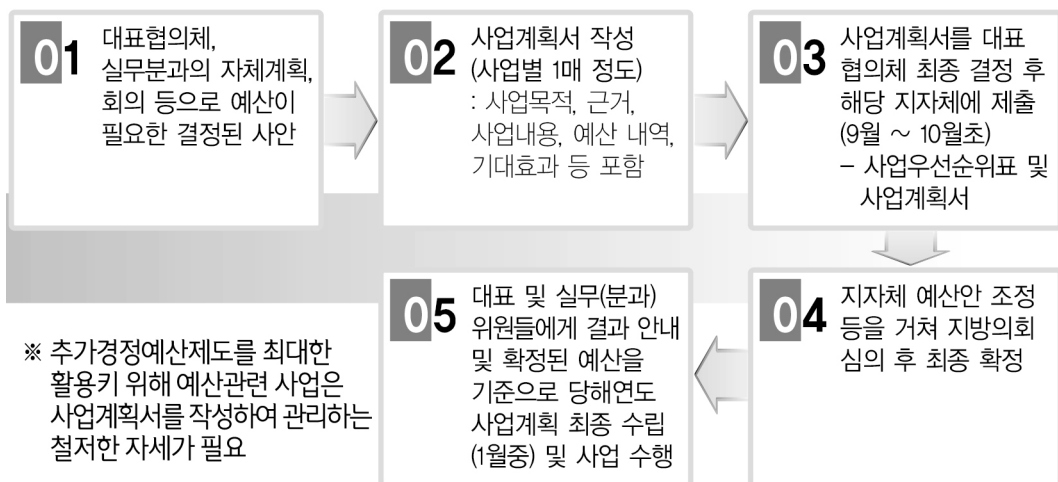 01
대표협의체,
실무분과의 자체계획,
회의 등으로 예산이
필요한 결정된 사안
02
사업계획서 작성
(사업별 1매 정도)
: 사업목적, 근거,
사업내용, 예산 내역,
기대효과 등 포함
03
사업계획서를 대표
협의체 최종 결정 후
해당 지자체에 제출
(9월 ~ 10월초)
- 사업우선순위표 및
사업계획서
04
지자체 예산안 조정
등을 거쳐 지방의회
심의 후 최종 확정
05
대표 및 실무(분과)
위원들에게 결과 안내
및 확정된 예산을
기준으로 당해연도
사업계획 최종 수립
(1월중) 및 사업 수행
※ 추가경정예산제도를 최대한
활용키 위해 예산관련 사업은
사업계획서를 작성하여 관리하는
철저한 자세가 필요